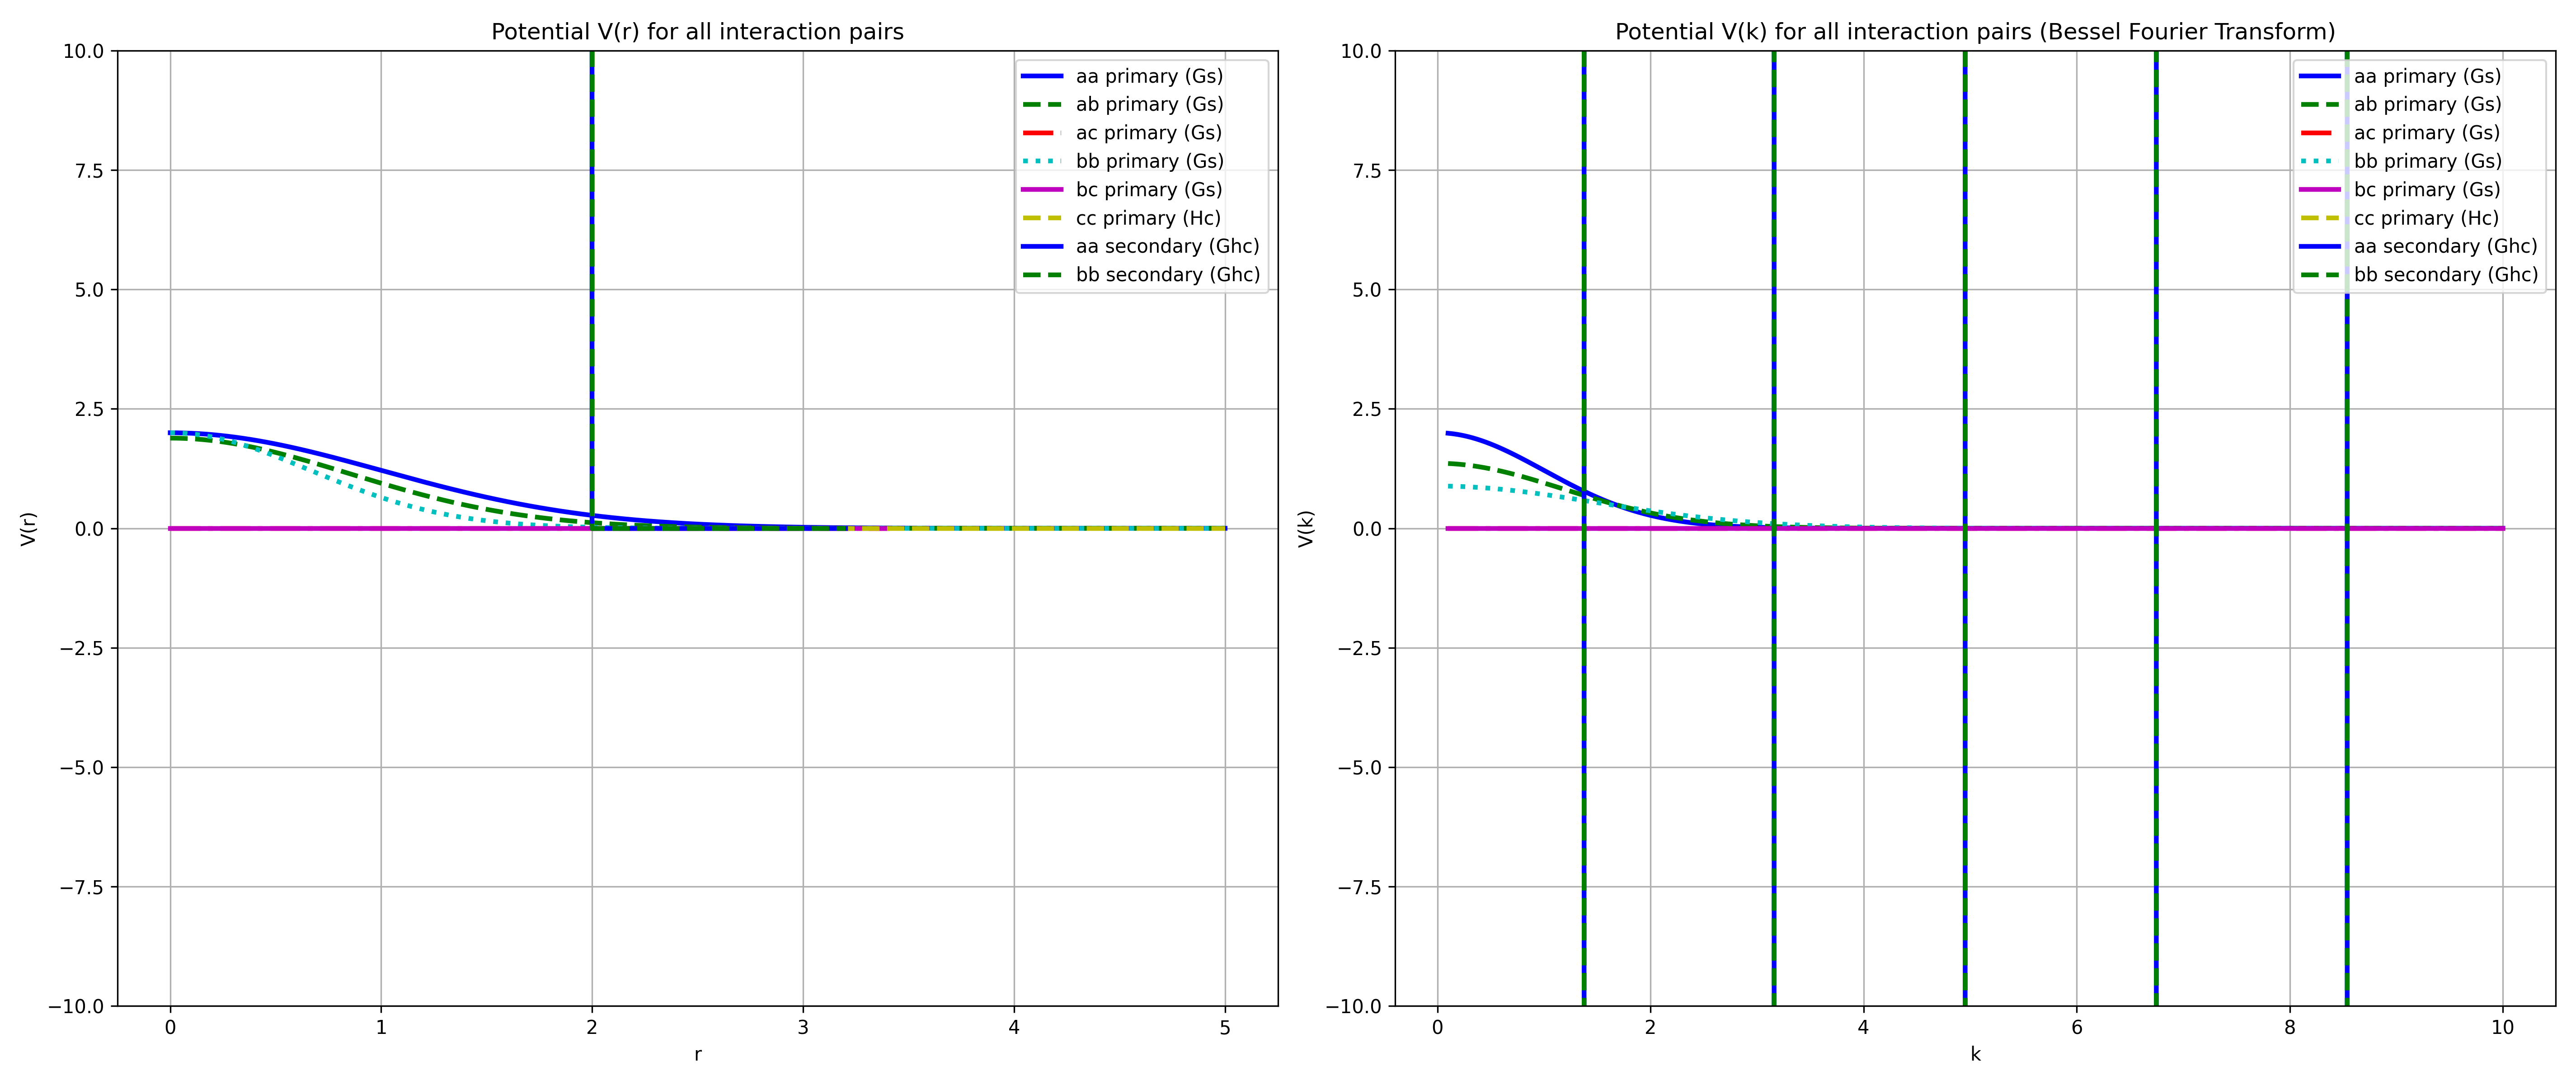 Potential V(r) for all interaction pairs
10.0
7.5
5.0
2.5
0.0
−2.5
−5.0
−7.5
−10.0
V(r)
0 1 2 3 4 5
r
aa primary (Gs)
ab primary (Gs)
ac primary (Gs)
bb primary (Gs)
bc primary (Gs)
cc primary (Hc)
aa secondary (Ghc)
bb secondary (Ghc)
Potential V(k) for all interaction pairs (Bessel Fourier Transform)
10.0
7.5
5.0
2.5
0.0
−2.5
−5.0
−7.5
−10.0
V(k)
0 2 4 6 8 10
k
aa primary (Gs)
ab primary (Gs)
ac primary (Gs)
bb primary (Gs)
bc primary (Gs)
cc primary (Hc)
aa secondary (Ghc)
bb secondary (Ghc)